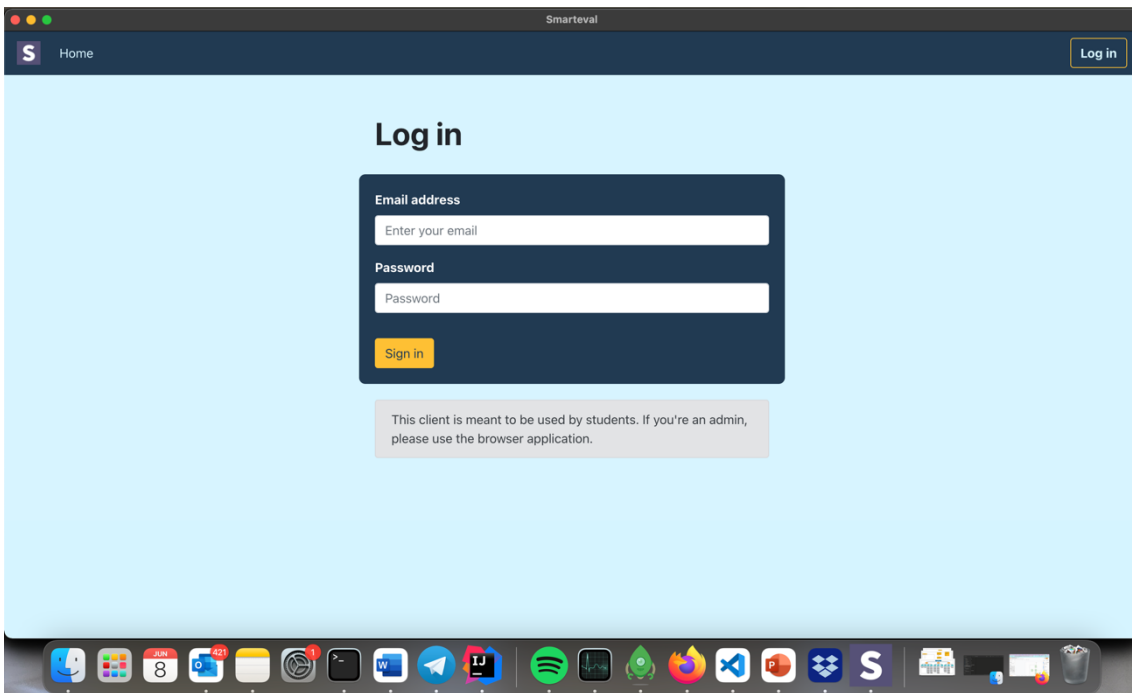 Smarteval
S Home Log in
Log in
Email address
Enter your email
Password
Password
Sign in
This client is meant to be used by students. If you're an admin,
please use the browser application.
JUN 421 1
8 >_ W IJ P S